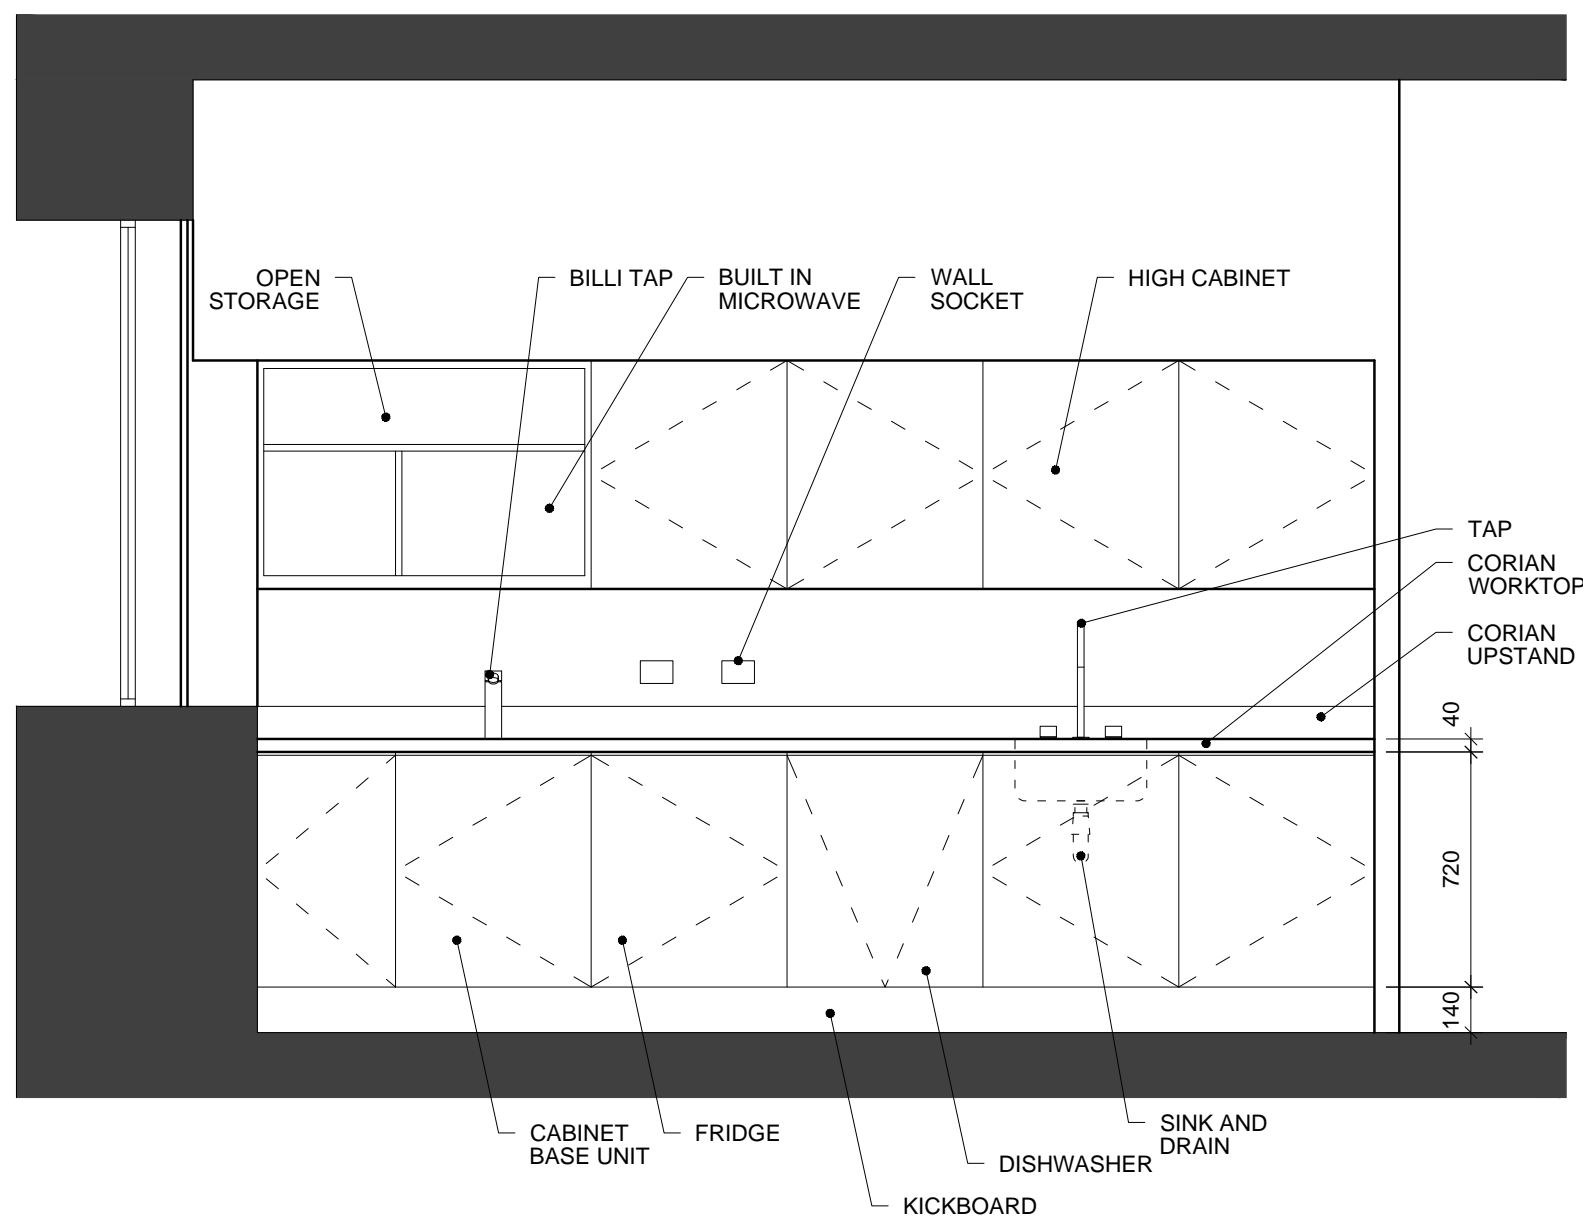 OPEN
STORAGE
BILLI TAP
BUILT IN
MICROWAVE
WALL
SOCKET
HIGH CABINET
TAP
CORIAN
WORKTOP
CORIAN
UPSTAND
40
720
140
CABINET
BASE UNIT
FRIDGE
SINK AND
DRAIN
DISHWASHER
KICKBOARD